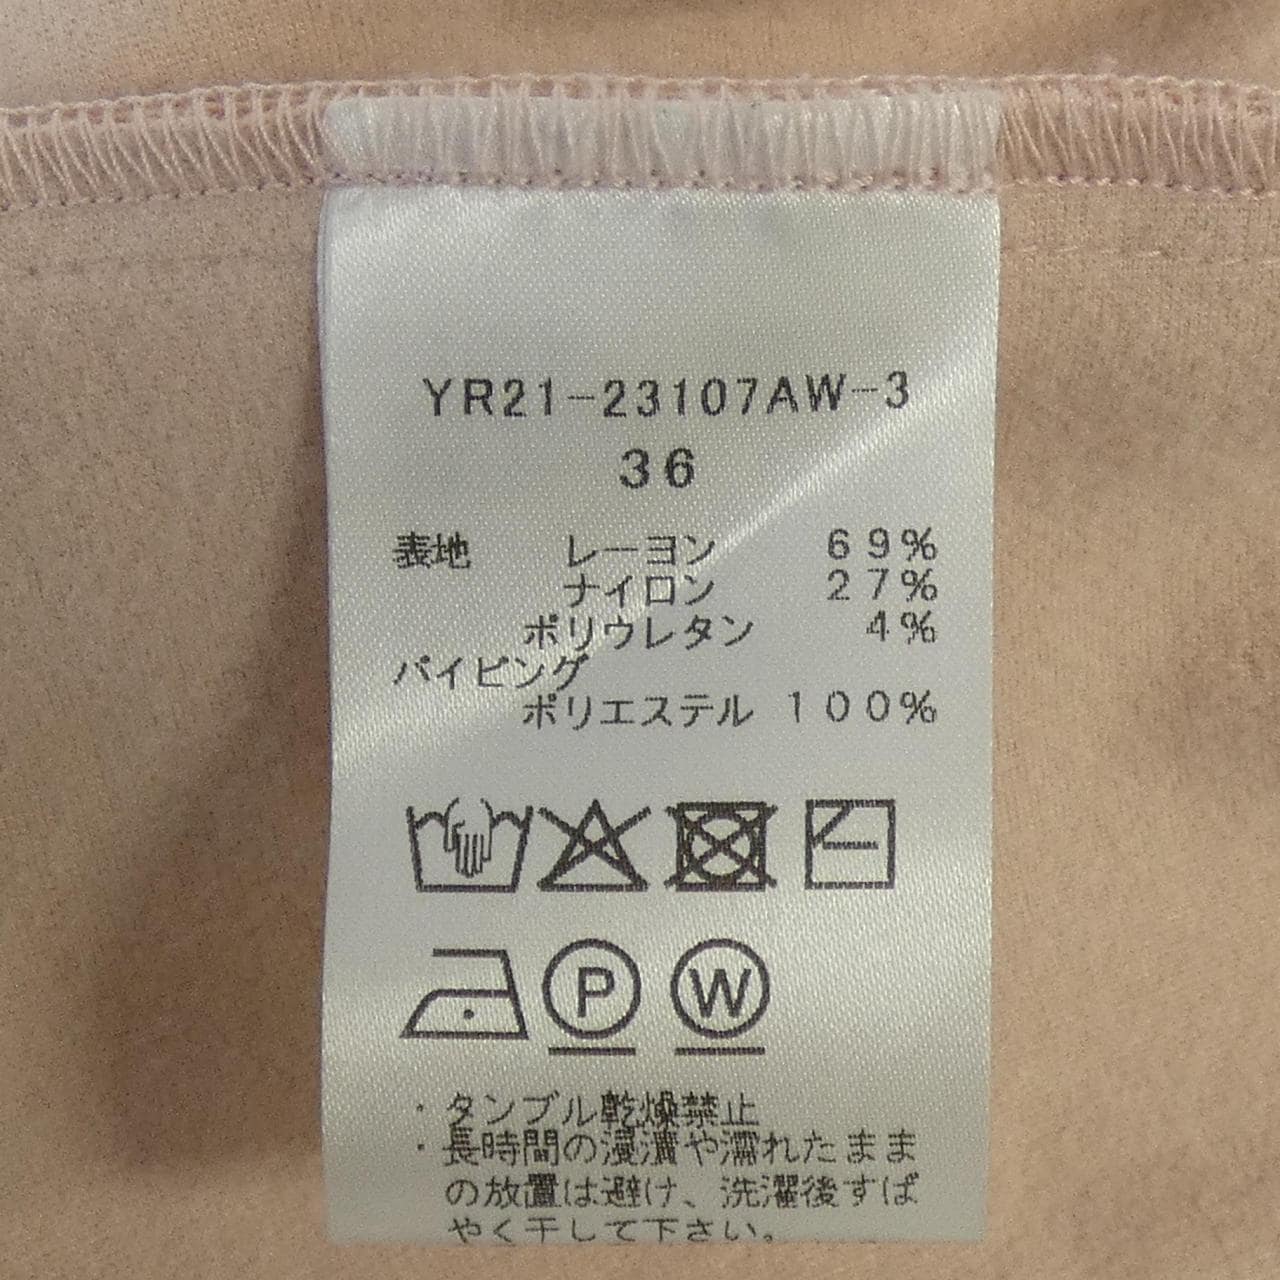 YR21-23107AW-3
36
表地 レーヨン 69%
ナイロン 27%
ポリウレタン 4%
パイピング
ポリエステル 100%
P W
・タンブル乾燥禁止
・長時間の浸漬や濡れたまま
の放置は避け、洗濯後すば
やく干して下さい。